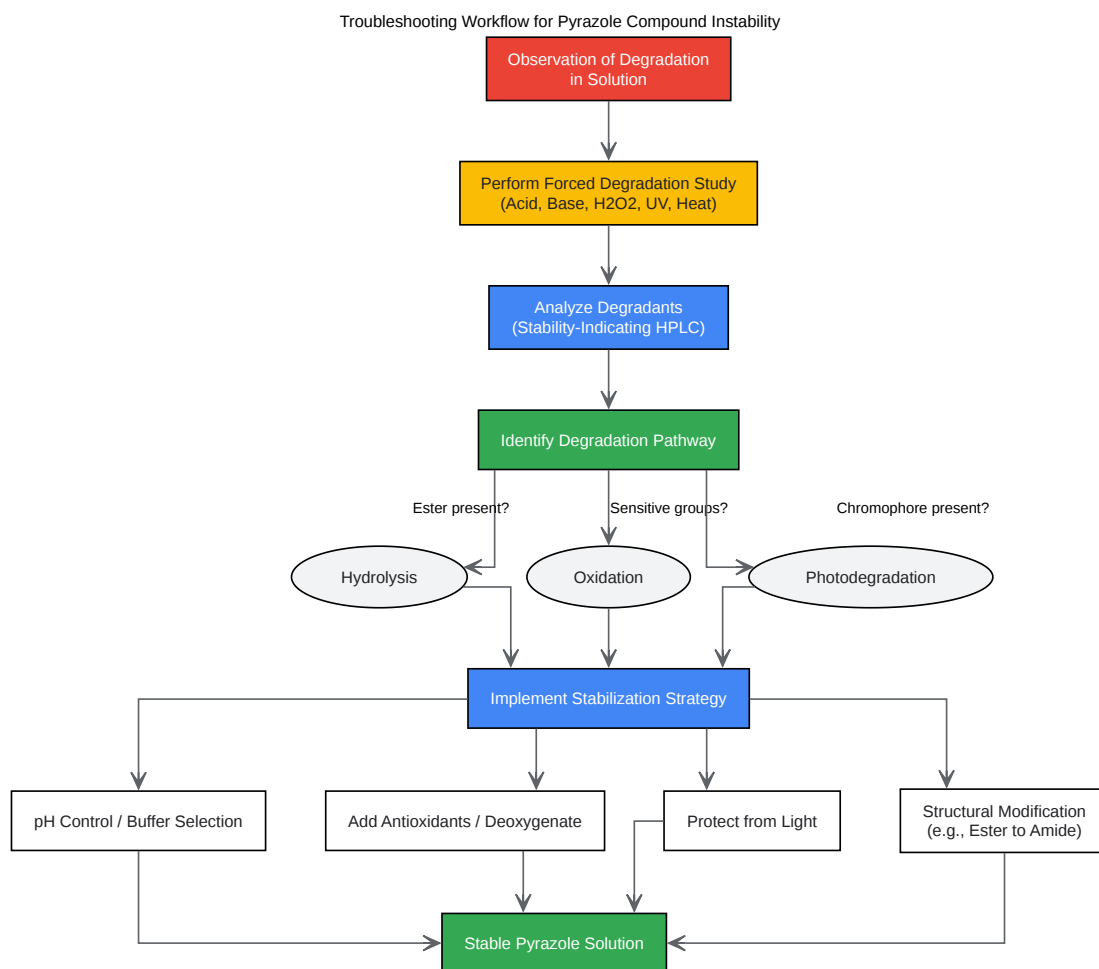 Troubleshooting Workflow for Pyrazole Compound Instability
Observation of Degradation
in Solution
Perform Forced Degradation Study
(Acid, Base, H2O2, UV, Heat)
Analyze Degradants
(Stability-Indicating HPLC)
Identify Degradation Pathway
Ester present?
Sensitive groups?
Chromophore present?
Hydrolysis
Oxidation
Photodegradation
Implement Stabilization Strategy
pH Control / Buffer Selection
Add Antioxidants / Deoxygenate
Protect from Light
Structural Modification
(e.g., Ester to Amide)
Stable Pyrazole Solution